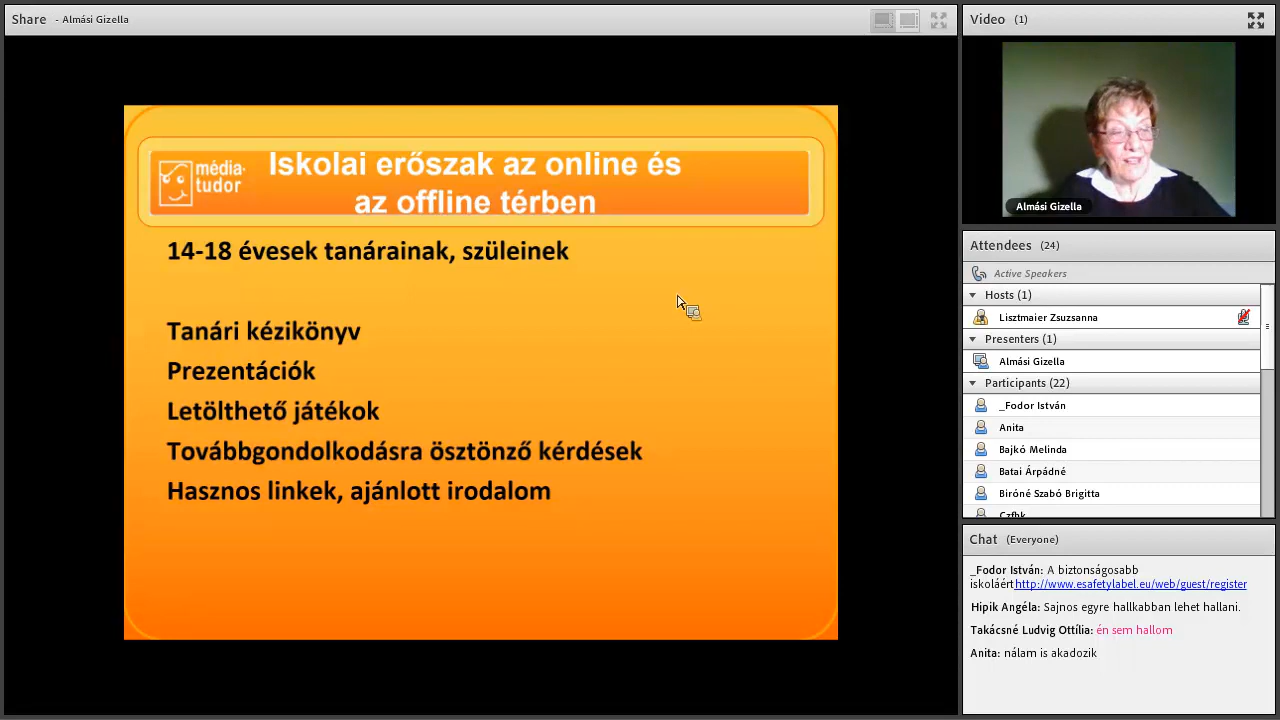 Share - Almási Gizella
média-
tudor
Iskolai erőszak az online és
az offline térben
14-18 évesek tanárainak, szüleinek
Tanári kézikönyv
Prezentációk
Letölthető játékok
Továbbgondolkodásra ösztönző kérdések
Hasznos linkek, ajánlott irodalom
Video (1)
Almási Gizella
Attendees (24)
Active Speakers
Hosts (1)
Lisztmaier Zsuzsanna
Presenters (1)
Almási Gizella
Participants (22)
_Fodor István
Anita
Bajkó Melinda
Batai Árpádné
Biróné Szabó Brigitta
Chat (Everyone)
_Fodor István: A biztonságosabb
iskoláért http://www.esafetylabel.eu/web/guest/register
Hipik Angéla: Sajnos egyre hallkabban lehet hallani.
Takácsné Ludvig Ottília: én sem hallom
Anita: nálam is akadozik